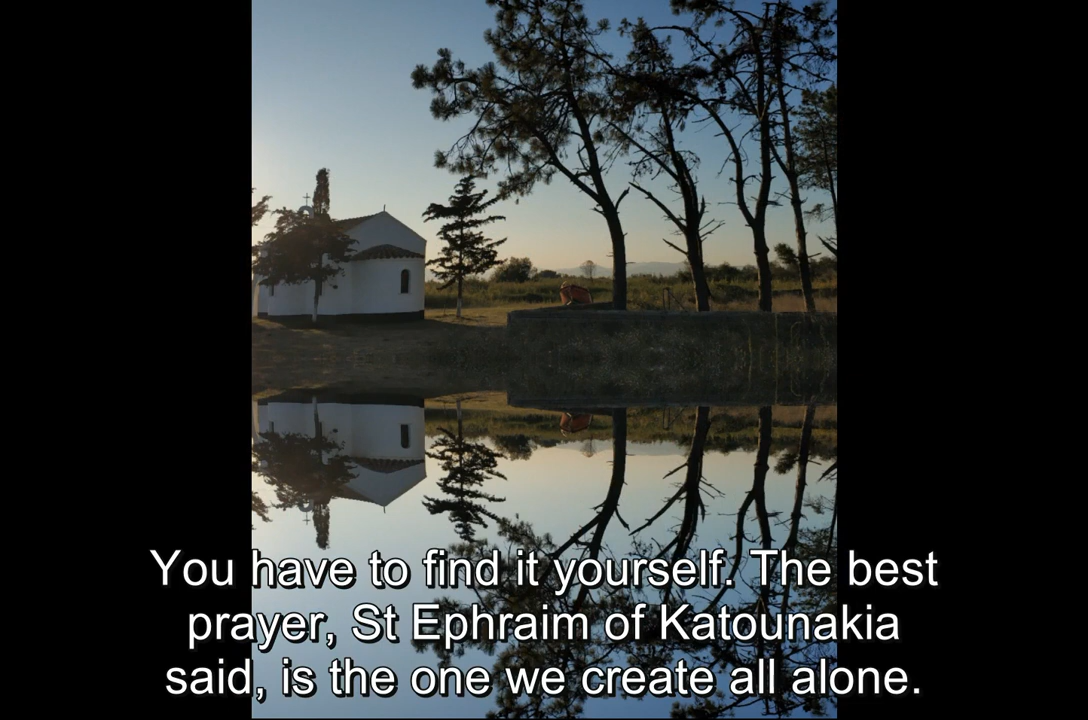 You have to find it yourself. The best
prayer, St Ephraim of Katounakia
said, is the one we create all alone.